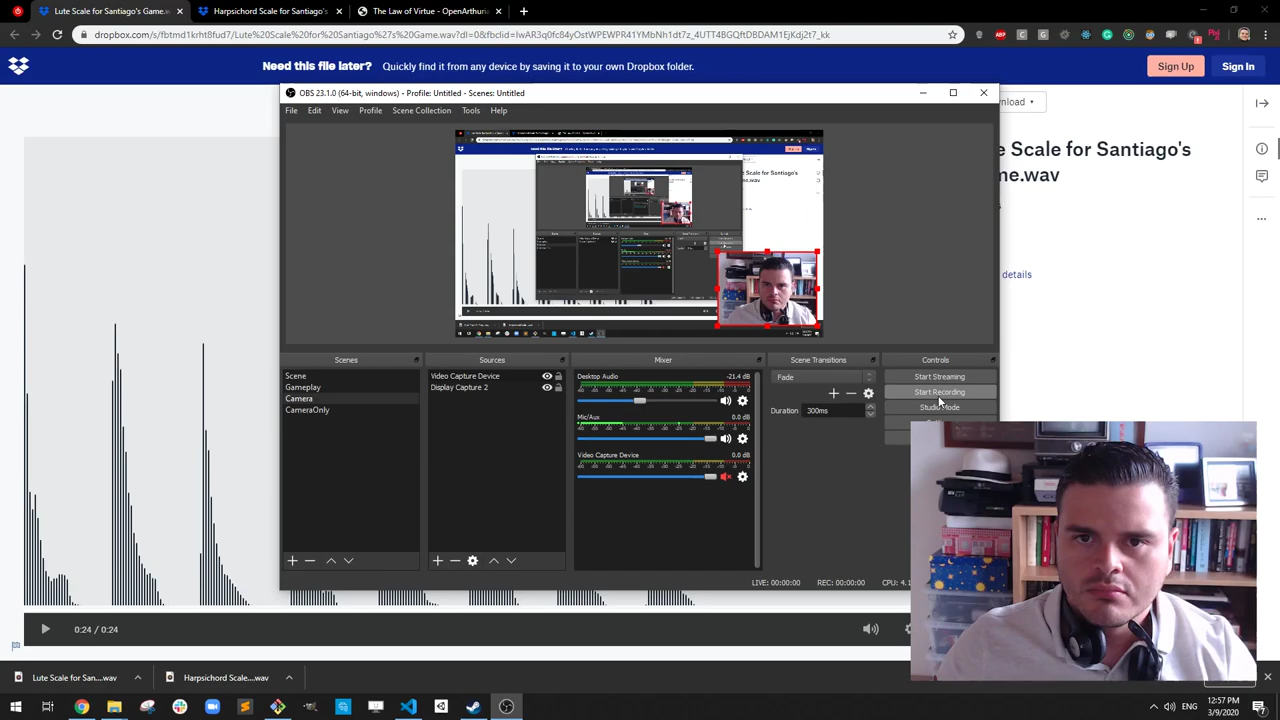 Lute Scale for Santiago's Game.w
Harpsichord Scale for Santiago's
The Law of Virtue - OpenArthuria
dropbox.com/s/fbtmd1krht8fud7/Lute%20Scale%20for%20Santiago%27s%20Game.wav?dl=0&fbclid=IwAR3q0fc84yOstWPEWPR41YMbNh1dt7z_4UTT4BGQftDBDAM1EjKdj2t7_kk
Need this file later? Quickly find it from any device by saving it to your own Dropbox folder.
Sign Up
Sign In
OBS 23.1.0 (64-bit, windows) - Profile: Untitled - Scenes: Untitled
nload
File Edit View Profile Scene Collection Tools Help
e Scale for Santiago's
me.wav
details
Scenes
Sources
Mixer
Scene Transitions
Controls
Scene
Gameplay
Camera
CameraOnly
Video Capture Device
Display Capture 2
Desktop Audio -21.4 dB
Mic/Aux 0.0 dB
Video Capture Device 0.0 dB
Fade
Duration 300ms
Start Streaming
Start Recording
Studio Mode
LIVE: 00:00:00 REC: 00:00:00 CPU: 4.1
0:24 / 0:24
Lute Scale for San....wav
Harpsichord Scale....wav
ENG
12:57 PM
3/9/2020